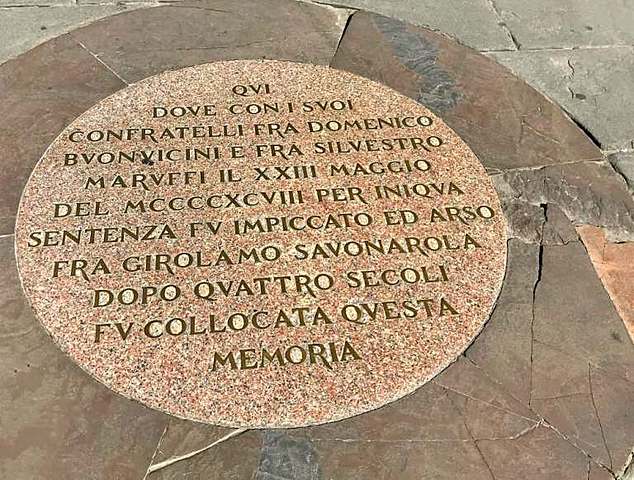 QVI
DOVE CON I SVOI
CONFRATELLI FRA DOMENICO
BVONVICINI E FRA SILVESTRO
MARVFFI IL XXIII MAGGIO
DEL MCCCCXCVIII PER INIQVA
SENTENZA FV IMPICCATO ED ARSO
FRA GIROLAMO SAVONAROLA
DOPO QVATTRO SECOLI
FV COLLOCATA QVESTA
MEMORIA